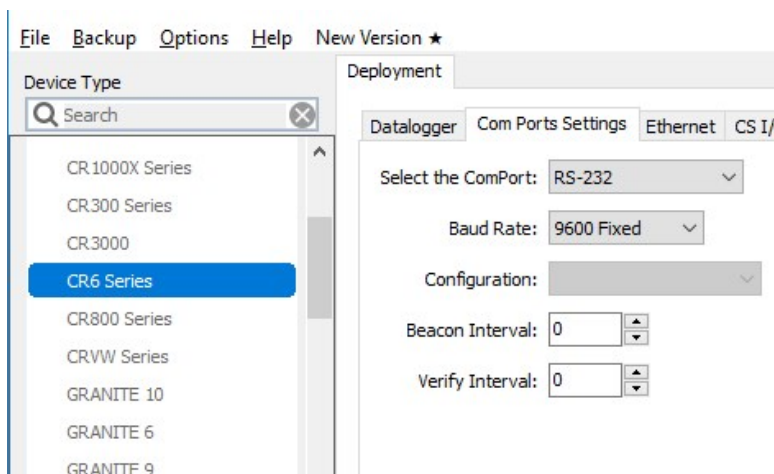 File Backup Options Help New Version ★
Device Type
Search
CR1000X Series
CR300 Series
CR3000
CR6 Series
CR800 Series
CRVW Series
GRANITE 10
GRANITE 6
GRANITE 9
Deployment
Datalogger Com Ports Settings Ethernet CS I/
Select the ComPort: RS-232
Baud Rate: 9600 Fixed
Configuration:
Beacon Interval: 0
Verify Interval: 0